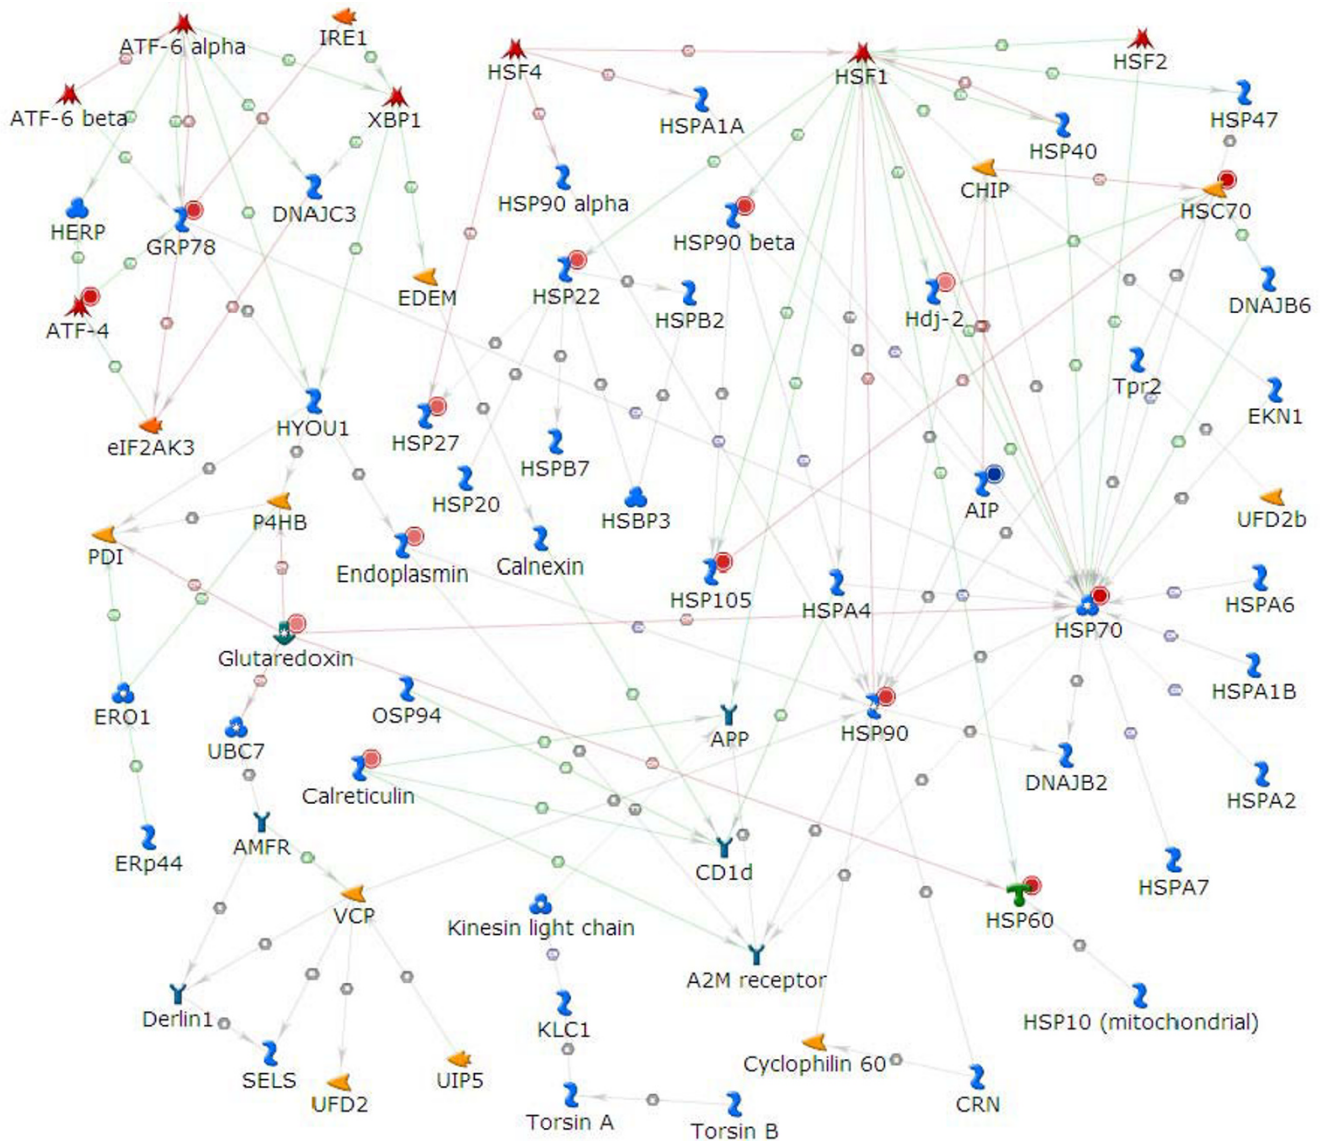 ATF-6 alpha
IRE1
HSF4
HSF1
HSF2
ATF-6 beta
XBP1
HSPA1A
HSP47
HSP40
HERP
GRP78
DNAJC3
HSP90 alpha
HSP90 beta
CHIP
HSC70
ATF-4
EDEM
HSP22
HSPB2
Hdj-2
DNAJB6
Tpr2
eIF2AK3
HYOU1
HSP27
HSPB7
EKN1
HSP20
HSBP3
AIP
UFD2b
PDI
P4HB
Endoplasmin
Calnexin
HSP105
HSPA4
HSP70
HSPA6
Glutaredoxin
ERO1
UBC7
OSP94
APP
HSP90
HSPA1B
DNAJB2
HSPA2
Calreticulin
ERp44
AMFR
CD1d
HSPA7
VCP
Kinesin light chain
HSP60
A2M receptor
Derlin1
KLC1
HSP10 (mitochondrial)
SELS
UFD2
UIP5
Cyclophilin 60
CRN
Torsin A
Torsin B